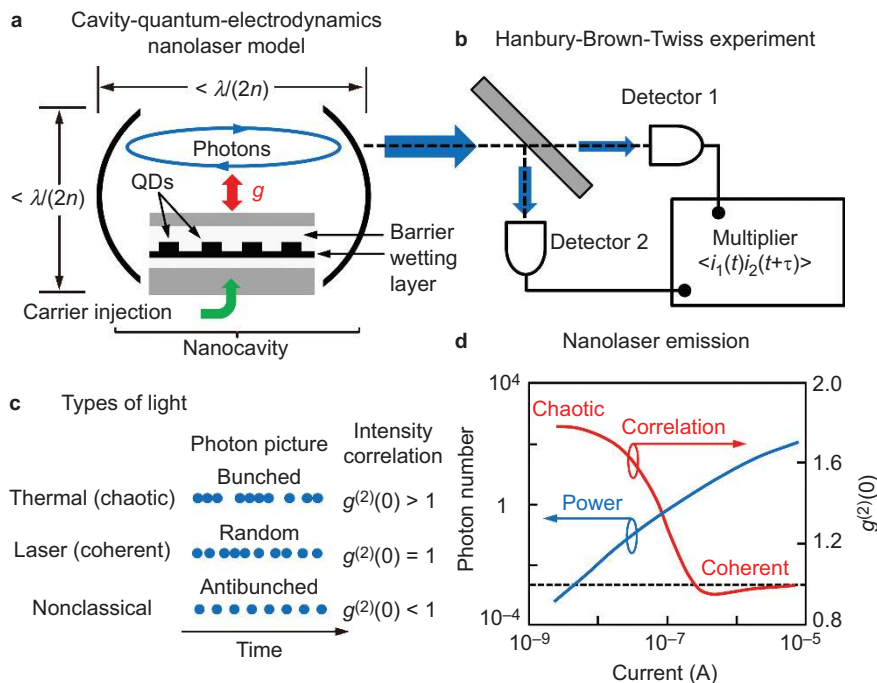 a
Cavity-quantum-electrodynamics
nanolaser model
< λ/(2n)
< λ/(2n)
Photons
QDs
g
Barrier
wetting
layer
Carrier injection
Nanocavity
b
Hanbury-Brown-Twiss experiment
Detector 1
Detector 2
Multiplier
<i₁(t)i₂(t+τ)>
c
Types of light
Photon picture
Intensity
correlation
Bunched
Thermal (chaotic)
g⁽²⁾(0) > 1
Random
Laser (coherent)
g⁽²⁾(0) = 1
Antibunched
Nonclassical
g⁽²⁾(0) < 1
Time
d
Nanolaser emission
10⁴
1
10⁻⁴
Photon number
Chaotic
Correlation
Power
Coherent
2.0
1.6
1.2
0.8
g⁽²⁾(0)
10⁻⁹
10⁻⁷
10⁻⁵
Current (A)